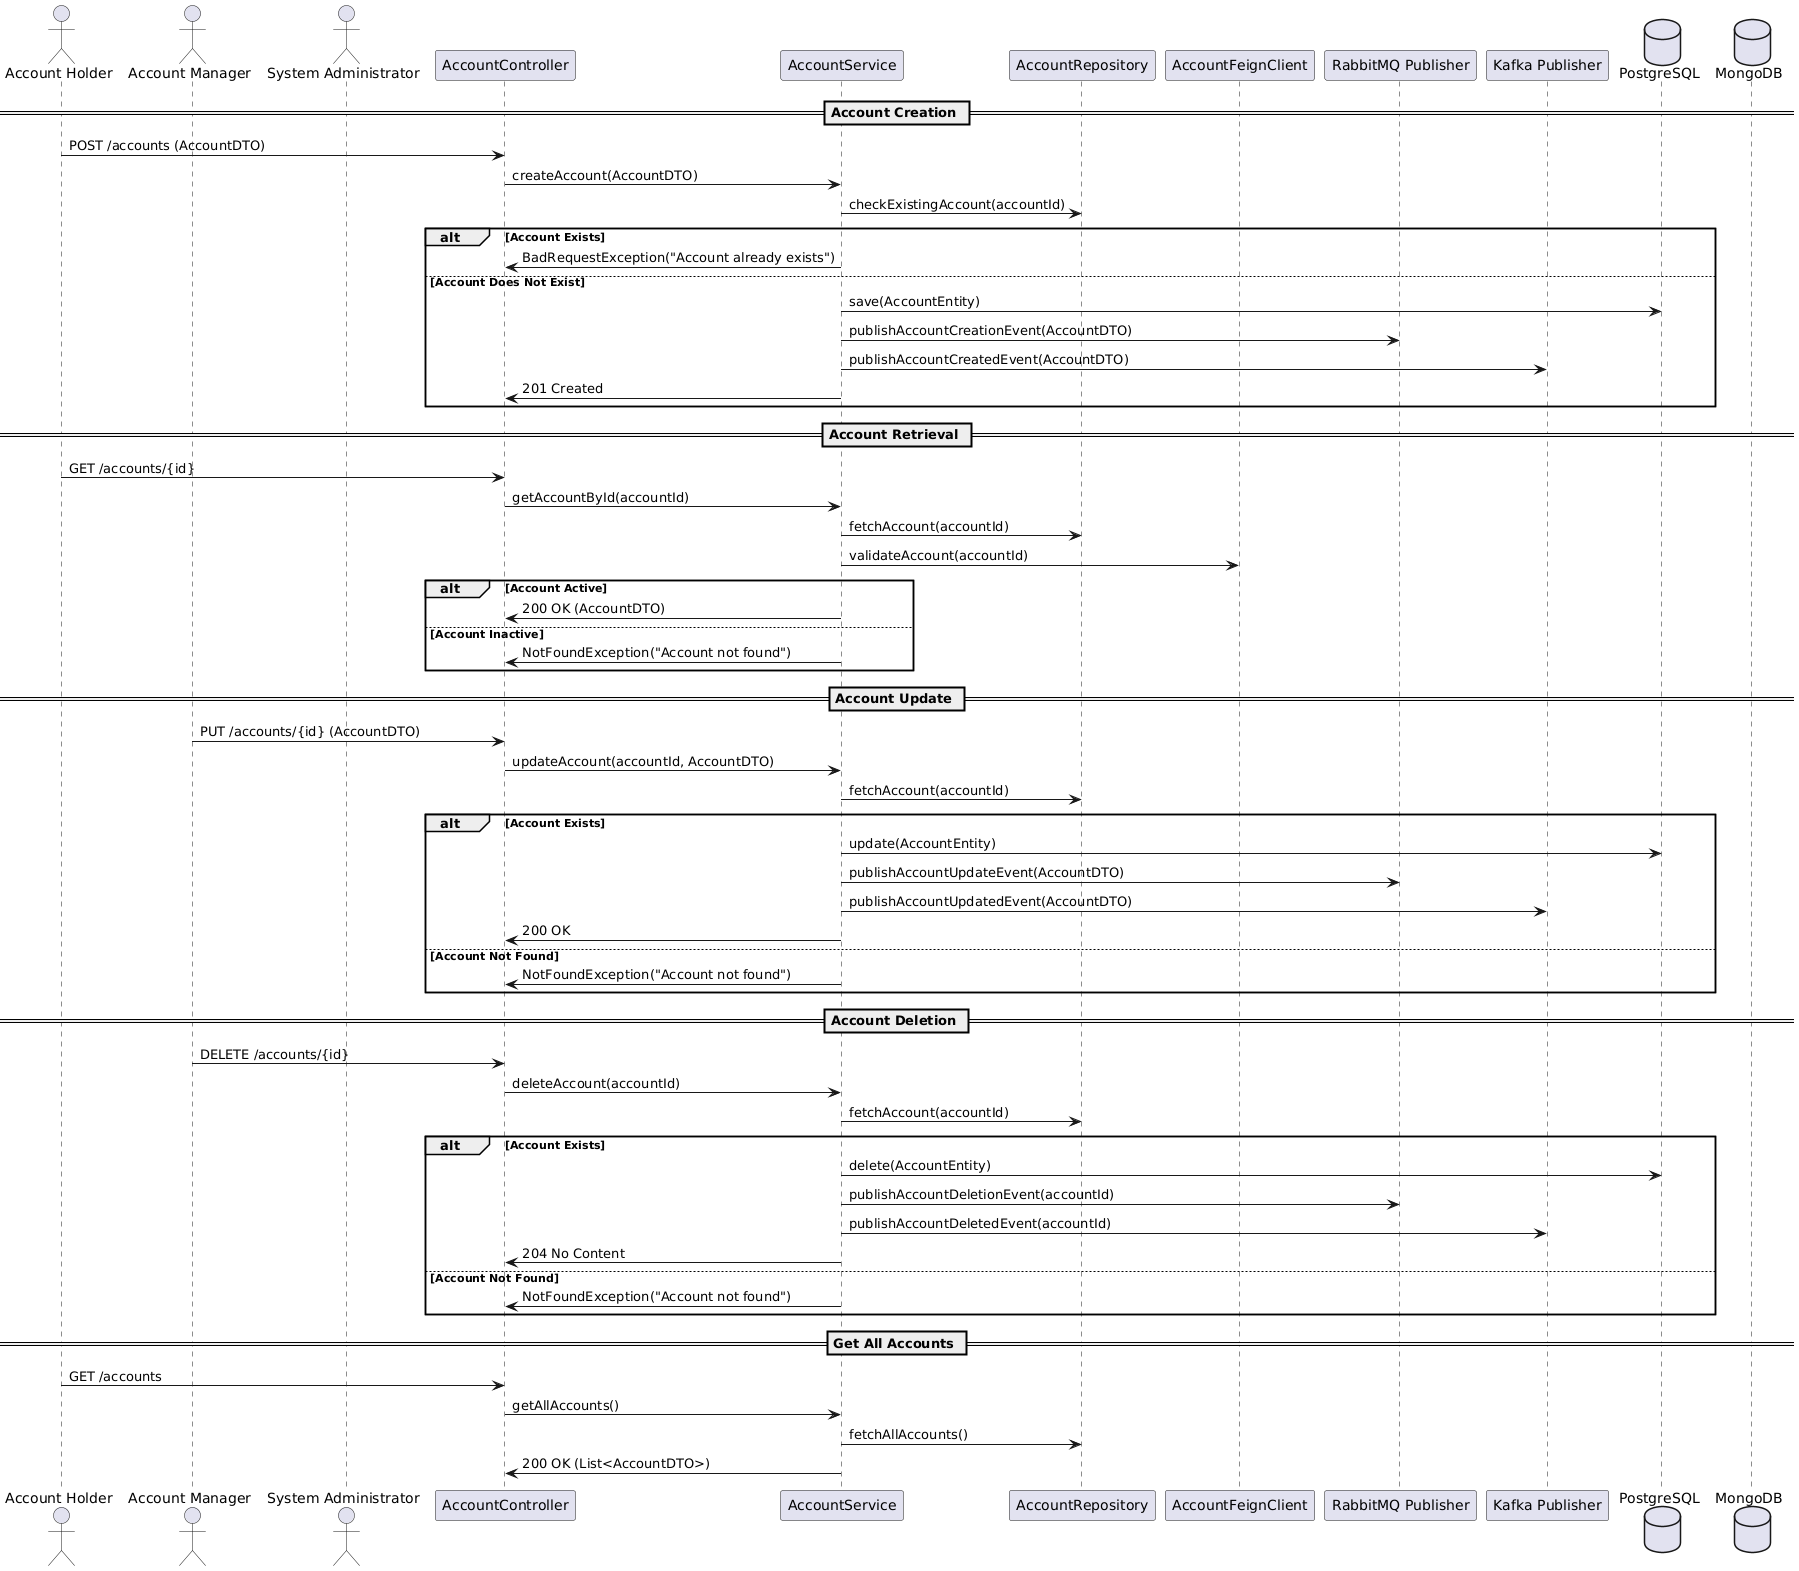 Account Holder
Account Manager
System Administrator
AccountController
AccountService
AccountRepository
AccountFeignClient
RabbitMQ Publisher
Kafka Publisher
PostgreSQL
MongoDB
Account Creation
POST /accounts (AccountDTO)
createAccount(AccountDTO)
checkExistingAccount(accountId)
alt
[Account Exists]
BadRequestException("Account already exists")
[Account Does Not Exist]
save(AccountEntity)
publishAccountCreationEvent(AccountDTO)
publishAccountCreatedEvent(AccountDTO)
201 Created
Account Retrieval
GET /accounts/{id}
getAccountById(accountId)
fetchAccount(accountId)
validateAccount(accountId)
alt
[Account Active]
200 OK (AccountDTO)
[Account Inactive]
NotFoundException("Account not found")
Account Update
PUT /accounts/{id} (AccountDTO)
updateAccount(accountId, AccountDTO)
fetchAccount(accountId)
alt
[Account Exists]
update(AccountEntity)
publishAccountUpdateEvent(AccountDTO)
publishAccountUpdatedEvent(AccountDTO)
200 OK
[Account Not Found]
NotFoundException("Account not found")
Account Deletion
DELETE /accounts/{id}
deleteAccount(accountId)
fetchAccount(accountId)
alt
[Account Exists]
delete(AccountEntity)
publishAccountDeletionEvent(accountId)
publishAccountDeletedEvent(accountId)
204 No Content
[Account Not Found]
NotFoundException("Account not found")
Get All Accounts
GET /accounts
getAllAccounts()
fetchAllAccounts()
200 OK (List<AccountDTO>)
Account Holder
Account Manager
System Administrator
AccountController
AccountService
AccountRepository
AccountFeignClient
RabbitMQ Publisher
Kafka Publisher
PostgreSQL
MongoDB